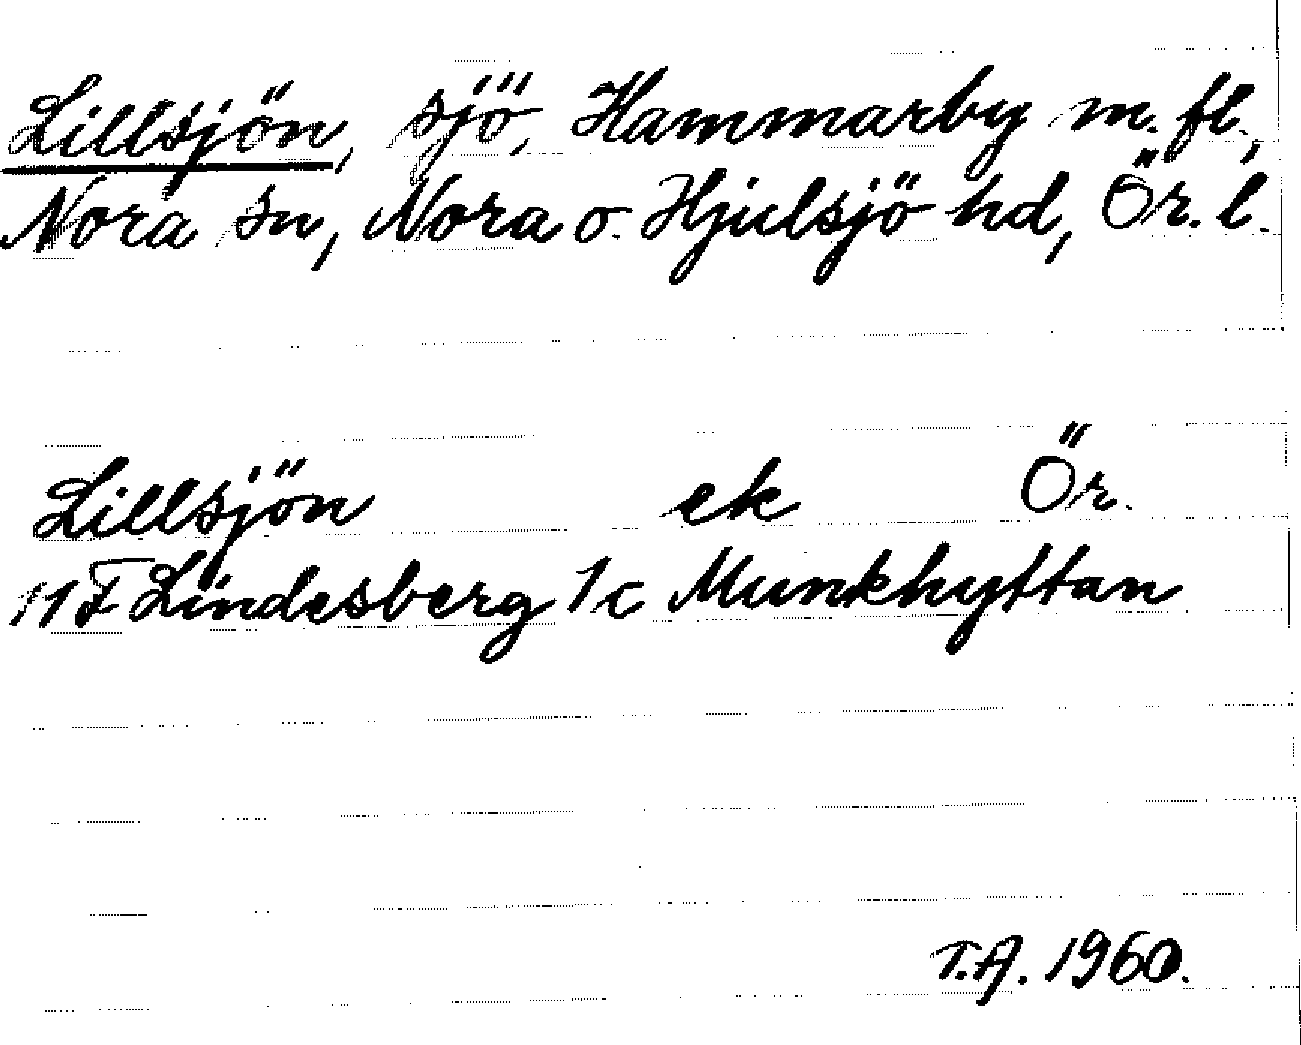 Lillsjön, sjö, Hammarby m. fl.,
Nora sn, Nora o. Hjulsjö hd, Ör. l.
Lillsjön ek Ör.
11F Lindesberg 1c Munkhyttan
T.A. 1960.